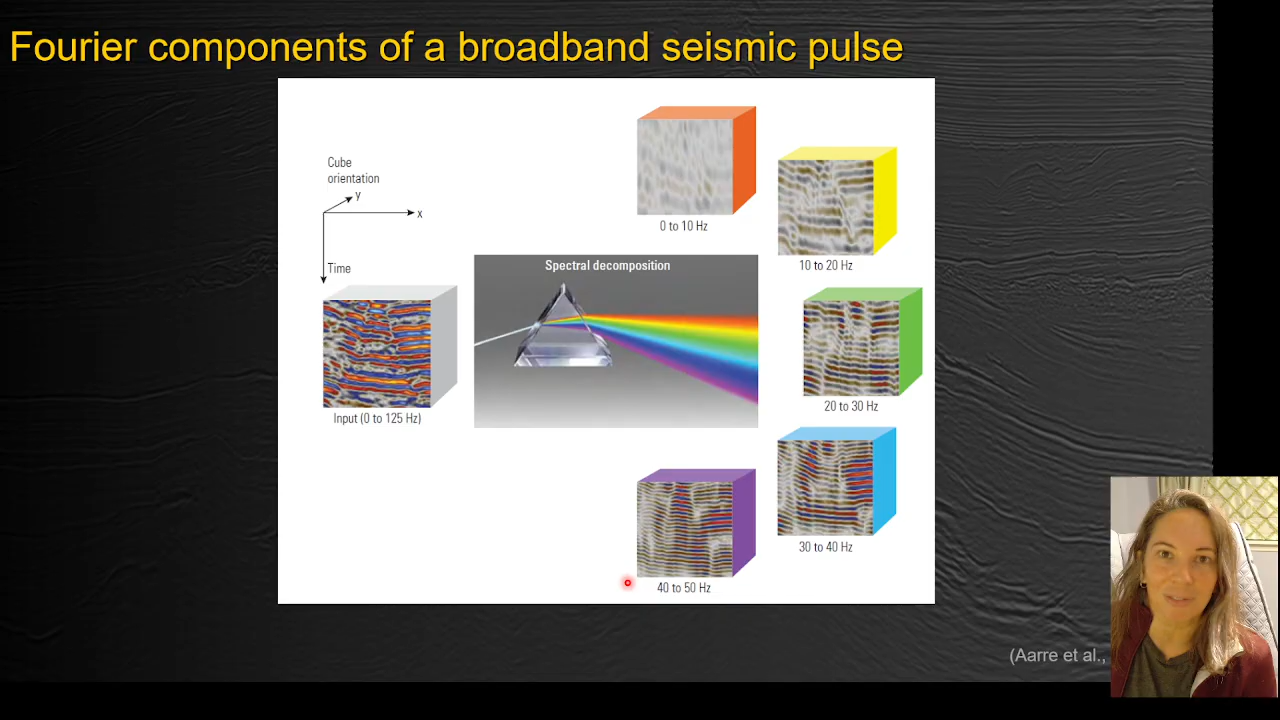 Fourier components of a broadband seismic pulse
Cube
orientation
y
x
Time
Input (0 to 125 Hz)
Spectral decomposition
0 to 10 Hz
10 to 20 Hz
20 to 30 Hz
30 to 40 Hz
40 to 50 Hz
(Aarre et al.,